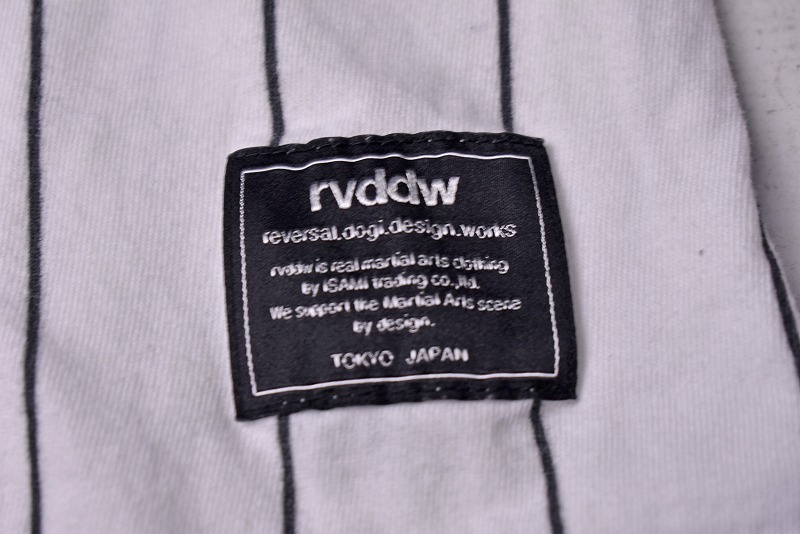 rvddw
reversal.dogi.design.works
rvddw is real martial arts clothing
by ISAMI trading co.,ltd.
We support the Martial Arts scene
by design.
TOKYO JAPAN